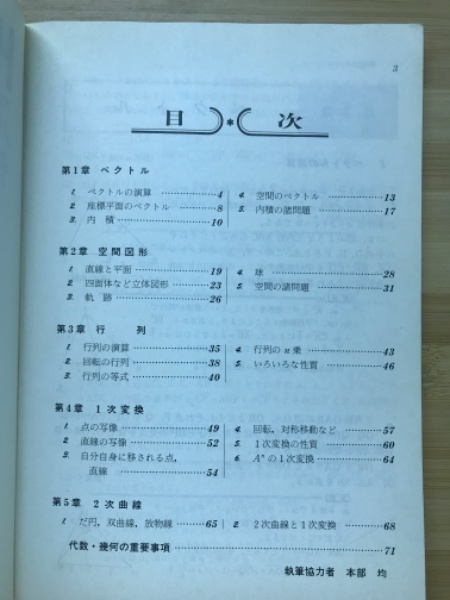 3
目 * 次
第1章 ベクトル
1. ベクトルの演算 ………… 4
2. 座標平面のベクトル ………… 8
3. 内 積 ………… 10
4. 空間のベクトル ………… 13
5. 内積の諸問題 ………… 17
第2章 空間図形
1. 直線と平面 ………… 19
2. 四面体など立体図形 ………… 23
3. 軌 跡 ………… 26
4. 球 ………… 28
5. 空間の諸問題 ………… 31
第3章 行 列
1. 行列の演算 ………… 35
2. 回転の行列 ………… 38
3. 行列の等式 ………… 40
4. 行列のn乗 ………… 43
5. いろいろな性質 ………… 46
第4章 1次変換
1. 点の写像 ………… 49
2. 直線の写像 ………… 52
3. 自分自身に移される点,
直線 ………… 54
4. 回転, 対称移動など ………… 57
5. 1次変換の性質 ………… 60
6. Aⁿの1次変換 ………… 64
第5章 2次曲線
1. だ円, 双曲線, 放物線 ………… 65
2. 2次曲線と1次変換 ………… 68
代数・幾何の重要事項 ………… 71
執筆協力者 本部 均